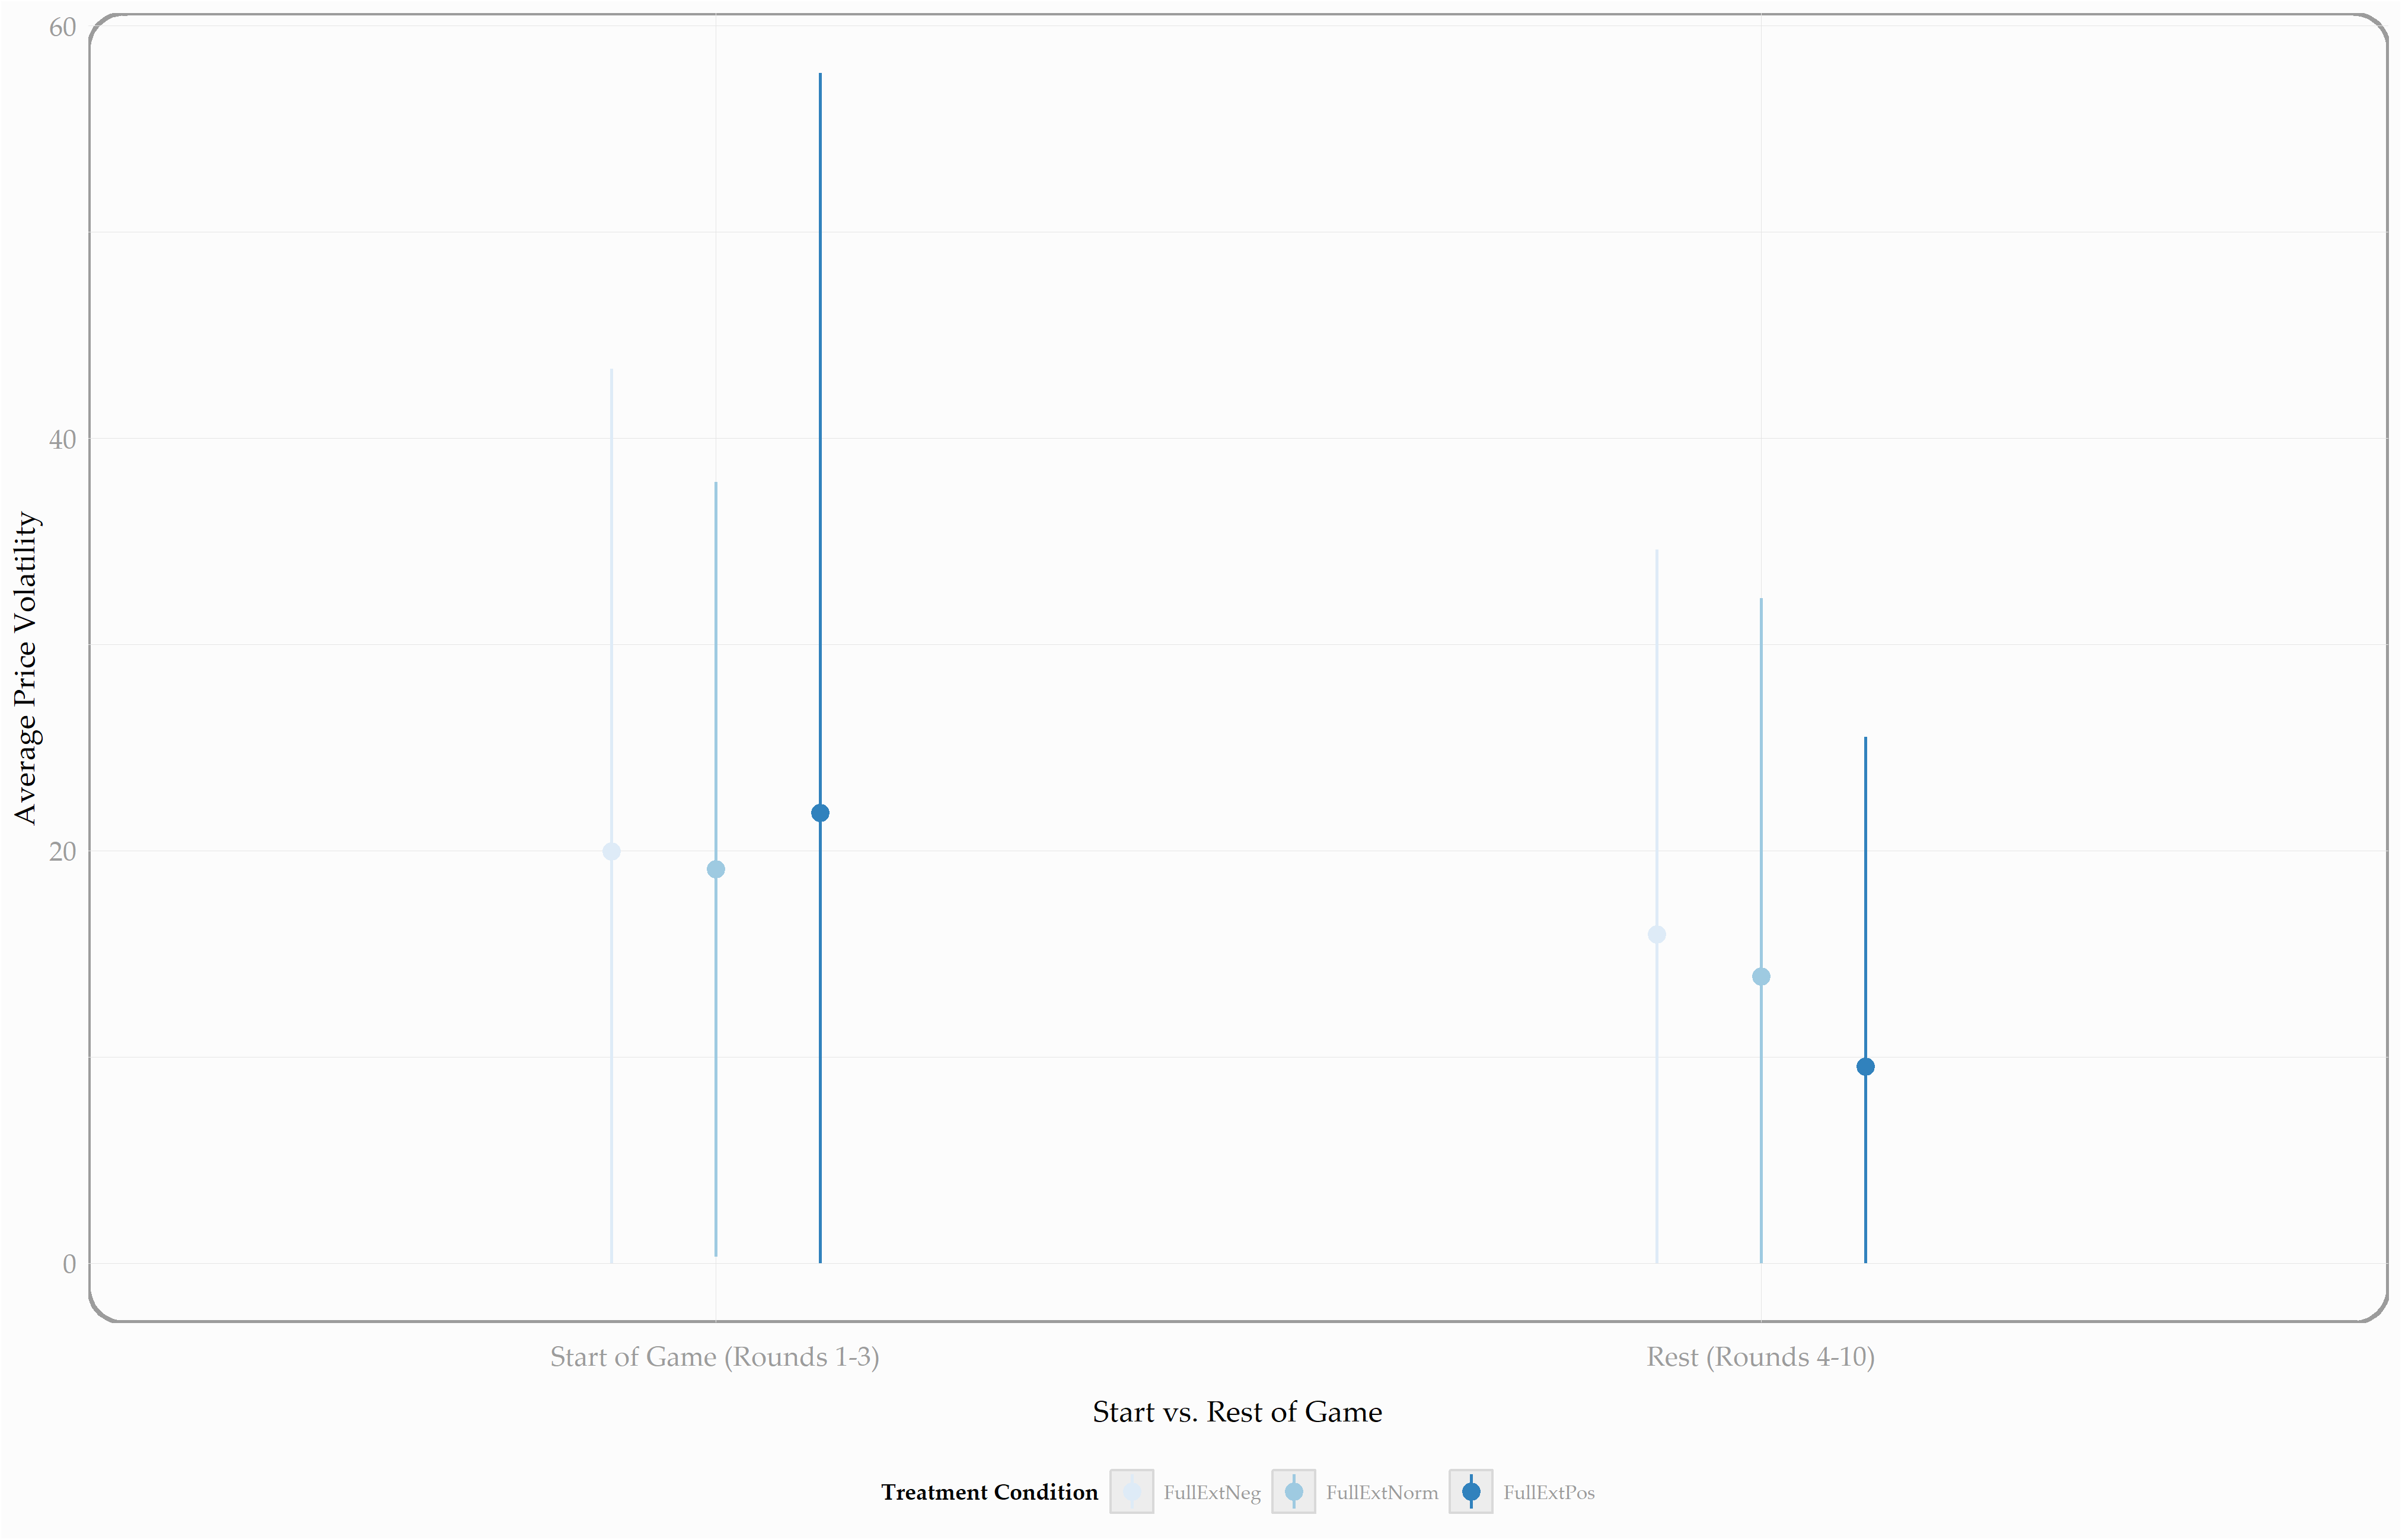 60
40
20
0
Average Price Volatility
Start of Game (Rounds 1-3)
Rest (Rounds 4-10)
Start vs. Rest of Game
Treatment Condition FullExtNeg FullExtNorm FullExtPos